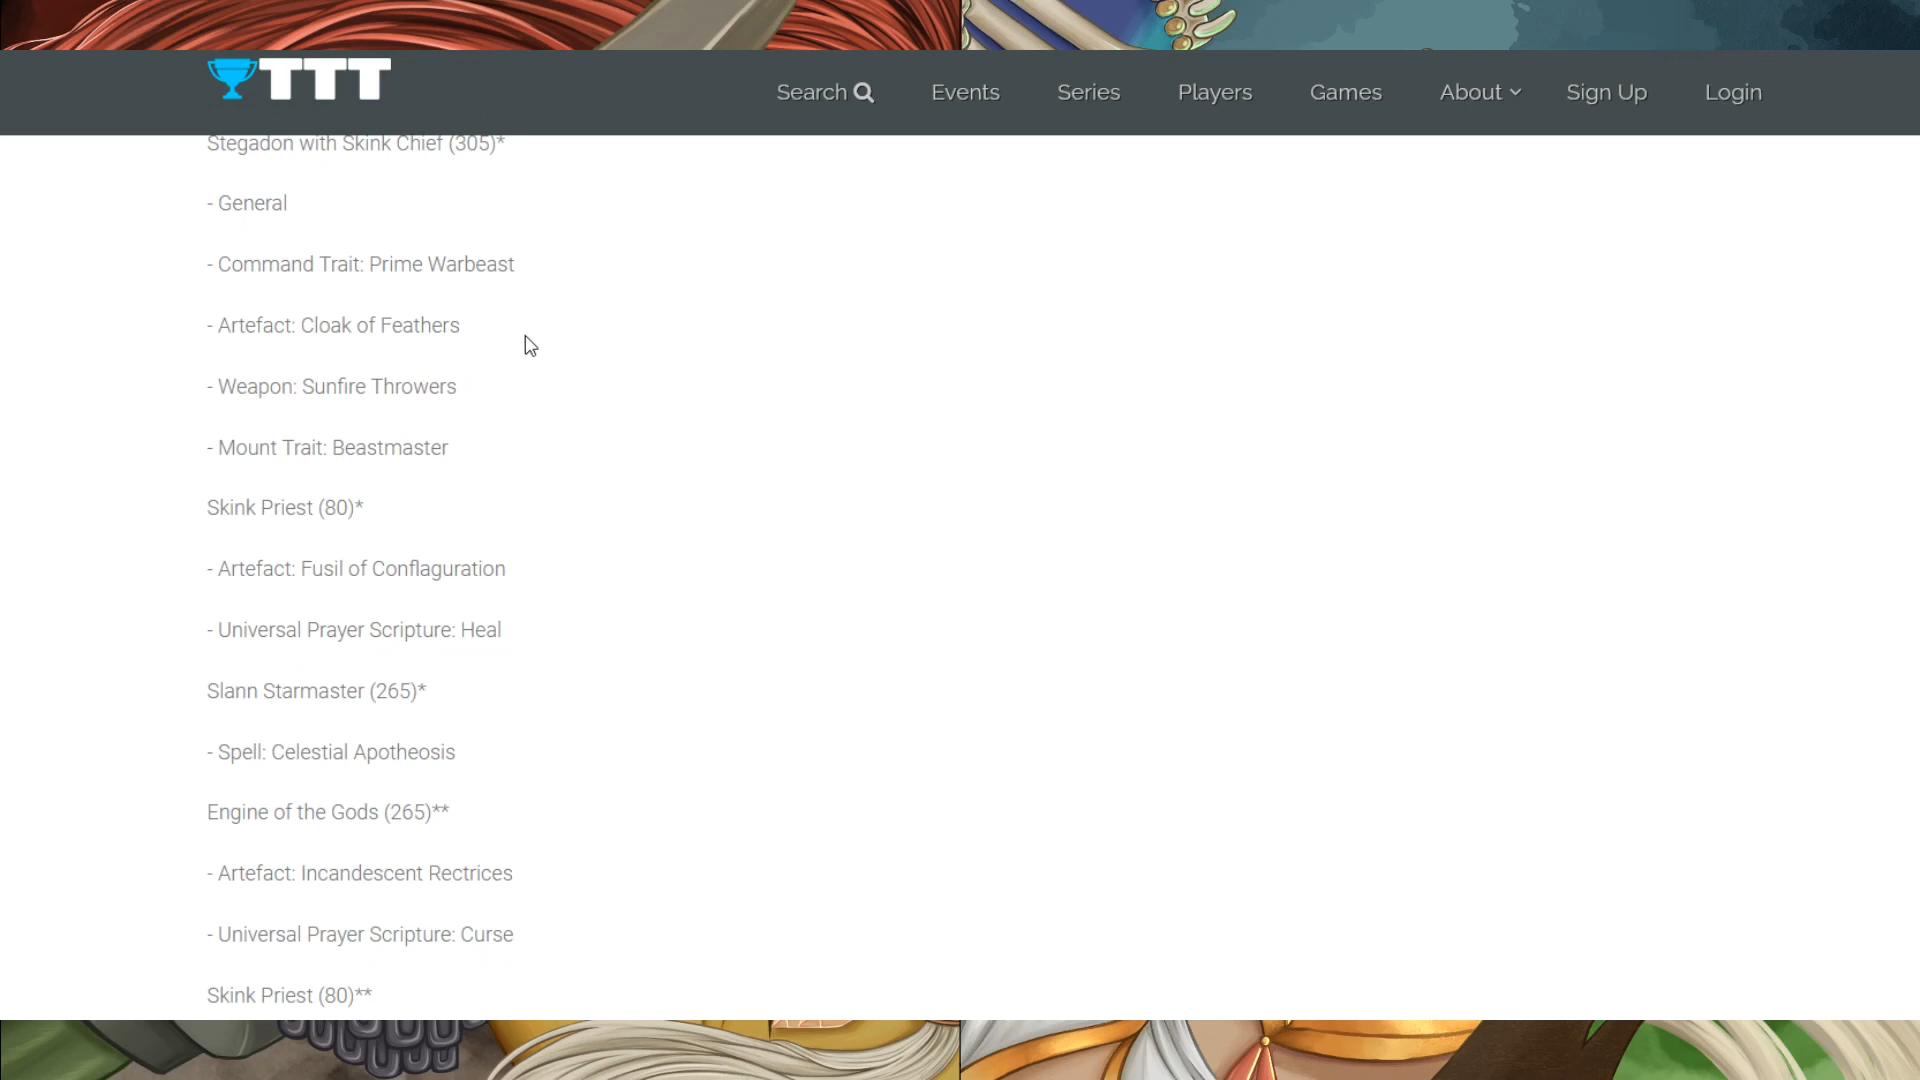 TTT
Search
Events
Series
Players
Games
About
Sign Up
Login
Stegadon with Skink Chief (305)*
- General
- Command Trait: Prime Warbeast
- Artefact: Cloak of Feathers
- Weapon: Sunfire Throwers
- Mount Trait: Beastmaster
Skink Priest (80)*
- Artefact: Fusil of Conflaguration
- Universal Prayer Scripture: Heal
Slann Starmaster (265)*
- Spell: Celestial Apotheosis
Engine of the Gods (265)**
- Artefact: Incandescent Rectrices
- Universal Prayer Scripture: Curse
Skink Priest (80)**